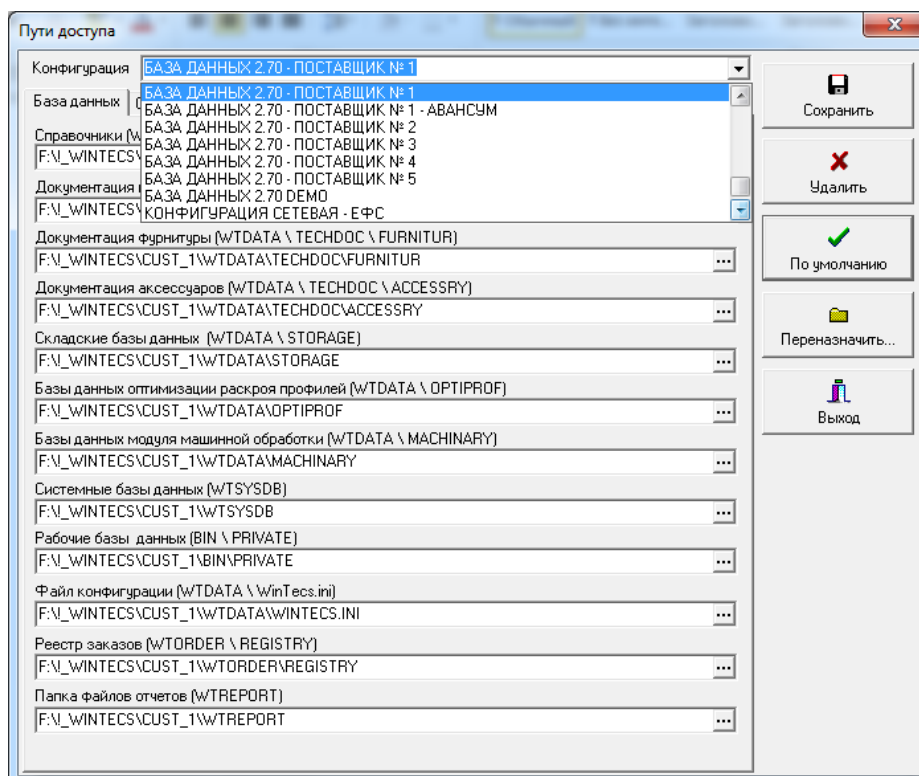 Пути доступа
Конфигурация
БАЗА ДАННЫХ 2.70 - ПОСТАВЩИК № 1
БАЗА ДАННЫХ 2.70 - ПОСТАВЩИК № 1
БАЗА ДАННЫХ 2.70 - ПОСТАВЩИК № 1 - АВАНСУМ
БАЗА ДАННЫХ 2.70 - ПОСТАВЩИК № 2
БАЗА ДАННЫХ 2.70 - ПОСТАВЩИК № 3
БАЗА ДАННЫХ 2.70 - ПОСТАВЩИК № 4
БАЗА ДАННЫХ 2.70 - ПОСТАВЩИК № 5
БАЗА ДАННЫХ 2.70 DEMO
КОНФИГУРАЦИЯ СЕТЕВАЯ - ЕФС
База данных
Справочники (W
F:\!_WINTECS\
Документация
F:\!_WINTECS\
Документация фурнитуры (WTDATA \ TECHDOC \ FURNITUR)
F:\!_WINTECS\CUST_1\WTDATA\TECHDOC\FURNITUR
...
Документация аксессуаров (WTDATA \ TECHDOC \ ACCESSRY)
F:\!_WINTECS\CUST_1\WTDATA\TECHDOC\ACCESSRY
...
Складские базы данных (WTDATA \ STORAGE)
F:\!_WINTECS\CUST_1\WTDATA\STORAGE
...
Базы данных оптимизации раскроя профилей (WTDATA \ OPTIPROF)
F:\!_WINTECS\CUST_1\WTDATA\OPTIPROF
...
Базы данных модуля машинной обработки (WTDATA \ MACHINARY)
F:\!_WINTECS\CUST_1\WTDATA\MACHINARY
...
Системные базы данных (WTSYSDB)
F:\!_WINTECS\CUST_1\WTSYSDB
...
Рабочие базы данных (BIN \ PRIVATE)
F:\!_WINTECS\CUST_1\BIN\PRIVATE
...
Файл конфигурации (WTDATA \ WinTecs.ini)
F:\!_WINTECS\CUST_1\WTDATA\WINTECS.INI
...
Реестр заказов (WTORDER \ REGISTRY)
F:\!_WINTECS\CUST_1\WTORDER\REGISTRY
...
Папка файлов отчетов (WTREPORT)
F:\!_WINTECS\CUST_1\WTREPORT
...
Сохранить
Удалить
По умолчанию
Переназначить...
Выход